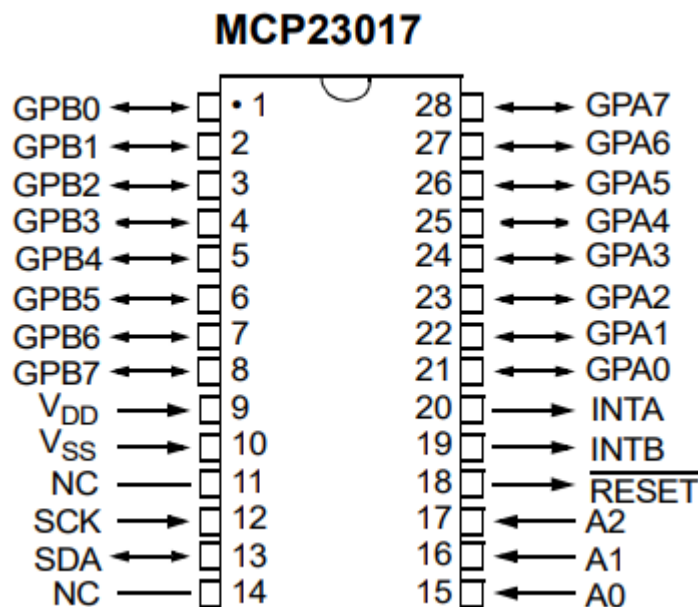 MCP23017
GPB0 • 1 28 GPA7
GPB1 2 27 GPA6
GPB2 3 26 GPA5
GPB3 4 25 GPA4
GPB4 5 24 GPA3
GPB5 6 23 GPA2
GPB6 7 22 GPA1
GPB7 8 21 GPA0
VDD 9 20 INTA
VSS 10 19 INTB
NC 11 18 RESET
SCK 12 17 A2
SDA 13 16 A1
NC 14 15 A0